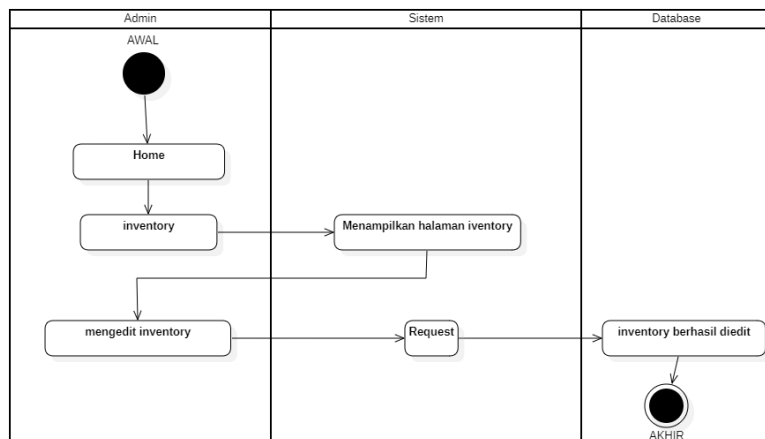 Admin
Sistem
Database
AWAL
Home
inventory
Menampilkan halaman iventory
mengedit inventory
Request
inventory berhasil diedit
AKHIR